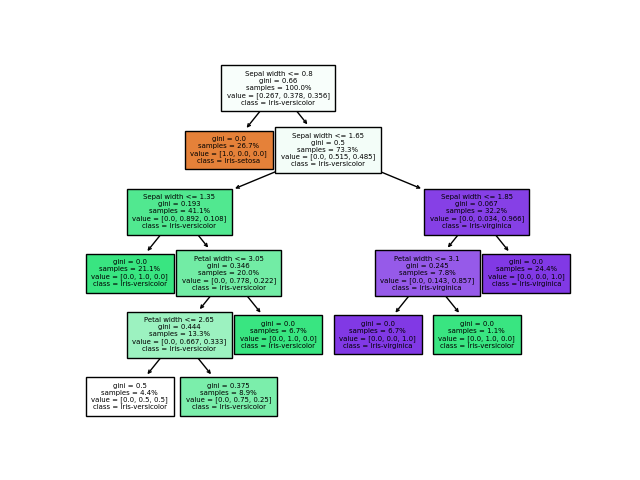 Sepal width <= 0.8
gini = 0.66
samples = 100.0%
value = [0.267, 0.378, 0.356]
class = Iris-versicolor
gini = 0.0
samples = 26.7%
value = [1.0, 0.0, 0.0]
class = Iris-setosa
Sepal width <= 1.65
gini = 0.5
samples = 73.3%
value = [0.0, 0.515, 0.485]
class = Iris-versicolor
Sepal width <= 1.35
gini = 0.193
samples = 41.1%
value = [0.0, 0.892, 0.108]
class = Iris-versicolor
Sepal width <= 1.85
gini = 0.067
samples = 32.2%
value = [0.0, 0.034, 0.966]
class = Iris-virginica
gini = 0.0
samples = 21.1%
value = [0.0, 1.0, 0.0]
class = Iris-versicolor
Petal width <= 3.05
gini = 0.346
samples = 20.0%
value = [0.0, 0.778, 0.222]
class = Iris-versicolor
Petal width <= 3.1
gini = 0.245
samples = 7.8%
value = [0.0, 0.143, 0.857]
class = Iris-virginica
gini = 0.0
samples = 24.4%
value = [0.0, 0.0, 1.0]
class = Iris-virginica
Petal width <= 2.65
gini = 0.444
samples = 13.3%
value = [0.0, 0.667, 0.333]
class = Iris-versicolor
gini = 0.0
samples = 6.7%
value = [0.0, 1.0, 0.0]
class = Iris-versicolor
gini = 0.0
samples = 6.7%
value = [0.0, 0.0, 1.0]
class = Iris-virginica
gini = 0.0
samples = 1.1%
value = [0.0, 1.0, 0.0]
class = Iris-versicolor
gini = 0.5
samples = 4.4%
value = [0.0, 0.5, 0.5]
class = Iris-versicolor
gini = 0.375
samples = 8.9%
value = [0.0, 0.75, 0.25]
class = Iris-versicolor